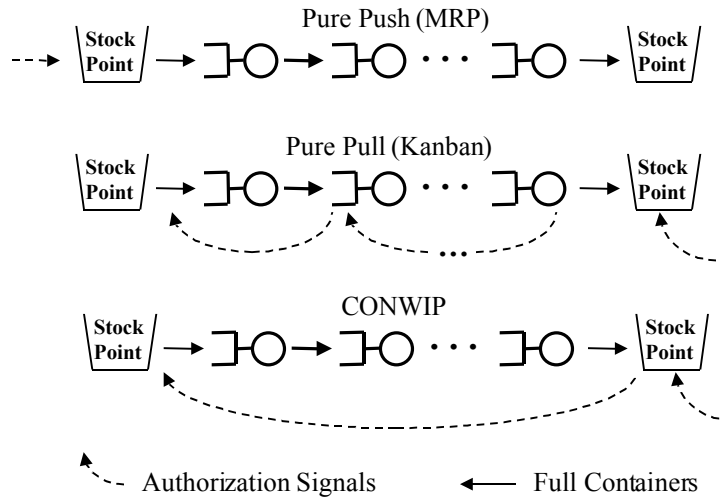 Pure Push (MRP)
Stock
Point
Stock
Point
Pure Pull (Kanban)
Stock
Point
Stock
Point
CONWIP
Stock
Point
Stock
Point
Authorization Signals
Full Containers